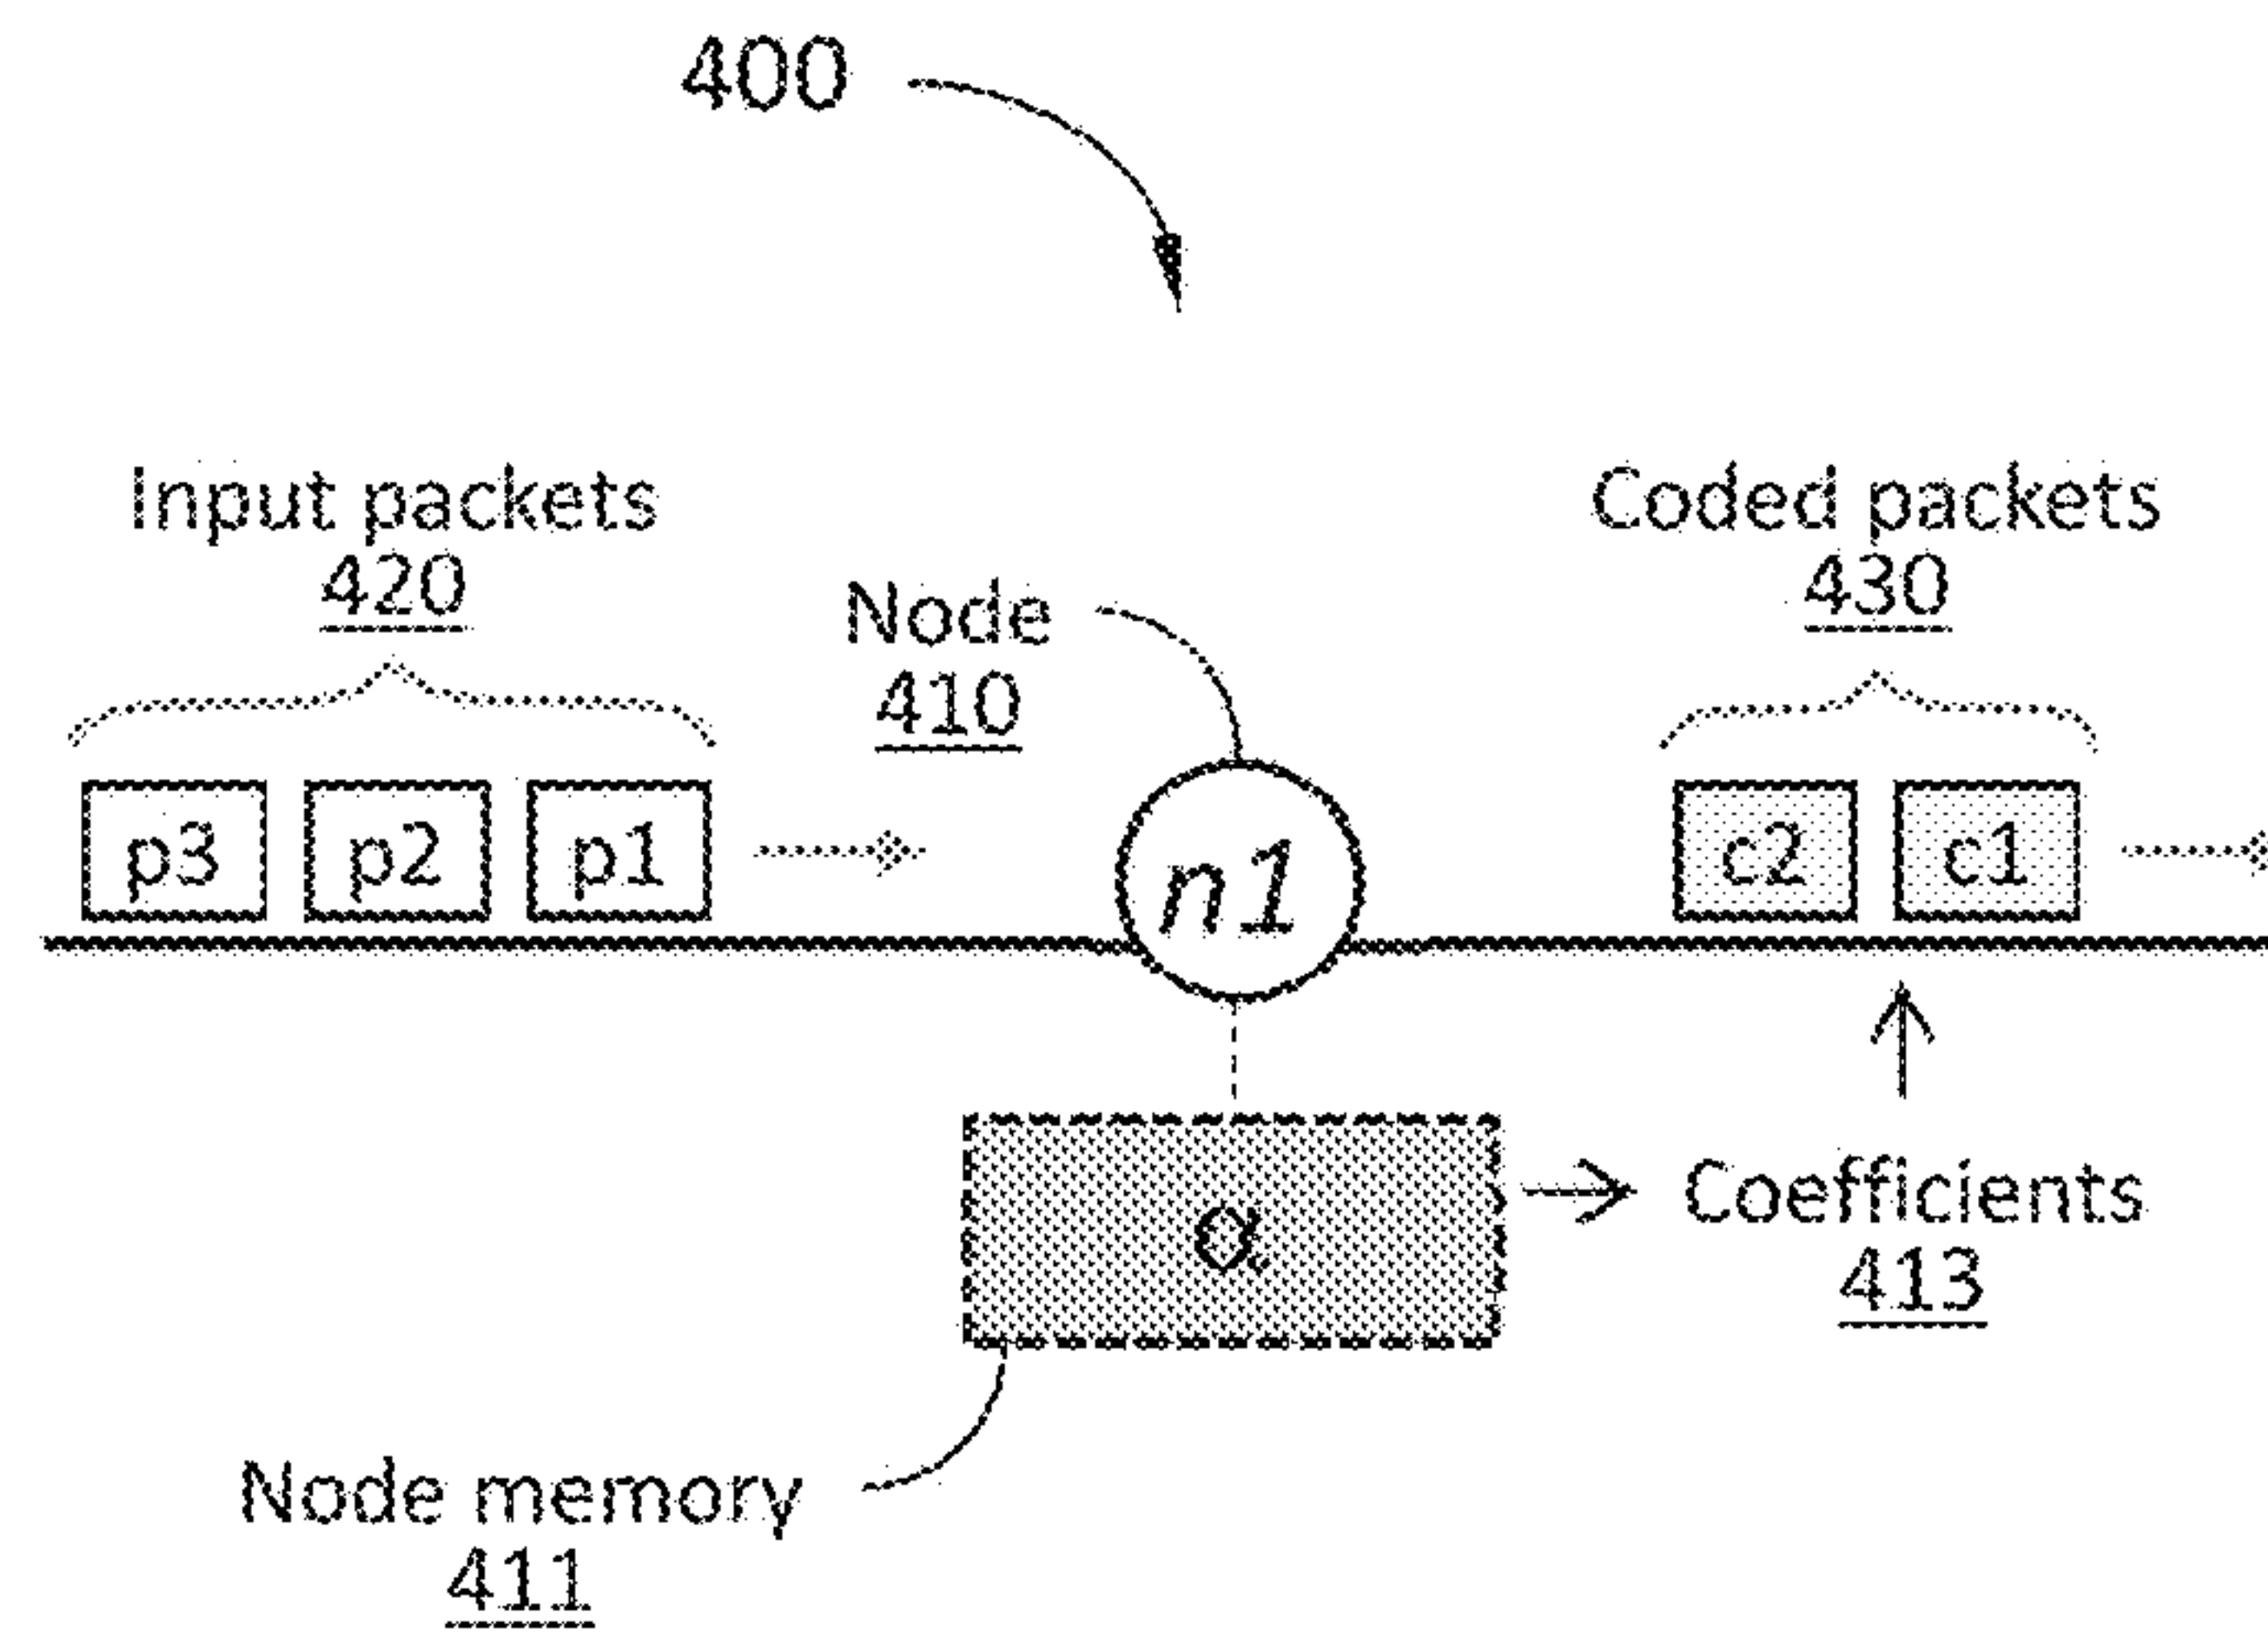 400
Input packets
420
Node
410
Coded packets
430
p3 p2 p1
n1
c2 c1
α
Coefficients
413
Node memory
411